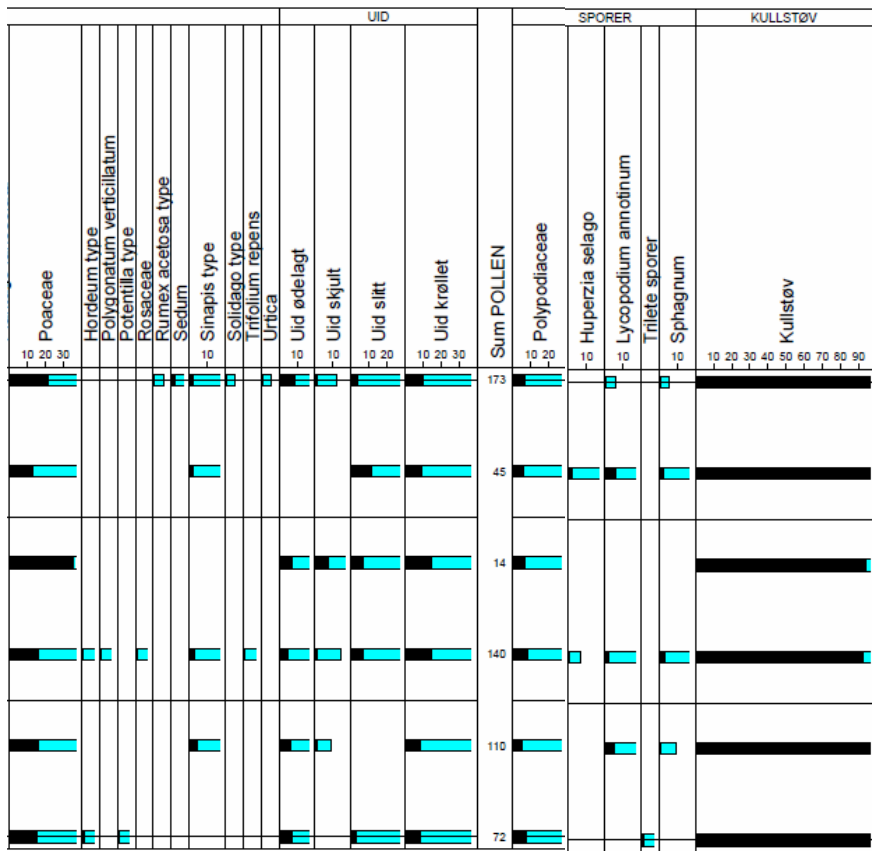 UID
SPORER
KULLSTØV
Poaceae
Hordeum type
Polygonatum verticillatum
Potentilla type
Rosaceae
Rumex acetosa type
Sedum
Sinapis type
Solidago type
Trifolium repens
Urtica
Uid ødelagt
Uid skjult
Uid slitt
Uid krøllet
Sum POLLEN
Polypodiaceae
Huperzia selago
Lycopodium annotinum
Trilete sporer
Sphagnum
Kullstøv
10 20 30
10
10
10
10 20
10 20 30
10 20
10
10
10
10 20 30 40 50 60 70 80 90
173
45
14
140
110
72